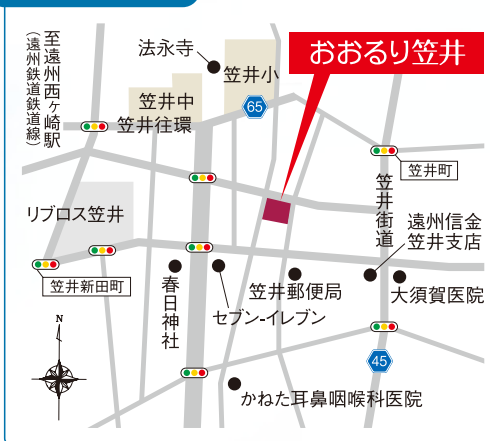 至遠州西ヶ崎駅
（遠州鉄道鉄道線）
法永寺
笠井小
おおるり笠井
笠井中
笠井往環
65
笠井町
リブロス笠井
笠井街道
遠州信金
笠井支店
笠井新田町
春日神社
セブン-イレブン
笠井郵便局
大須賀医院
N
45
かねた耳鼻咽喉科医院